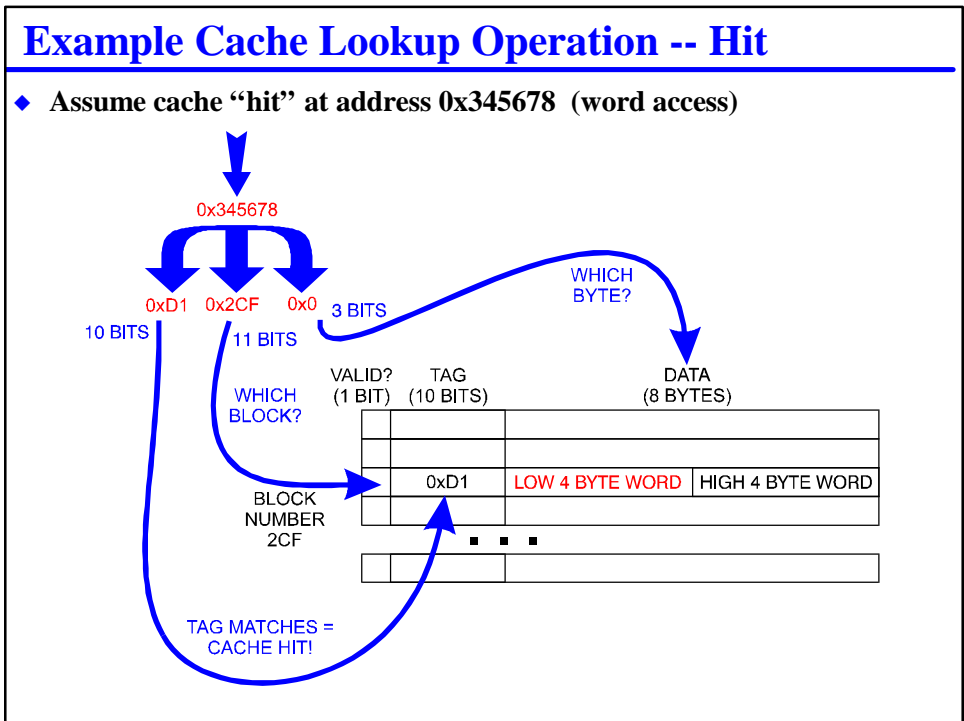 Example Cache Lookup Operation -- Hit
◆ Assume cache “hit” at address 0x345678 (word access)
0x345678
0xD1 0x2CF 0x0
3 BITS
10 BITS
11 BITS
WHICH
BYTE?
WHICH
BLOCK?
VALID?
(1 BIT)
TAG
(10 BITS)
DATA
(8 BYTES)
0xD1 LOW 4 BYTE WORD HIGH 4 BYTE WORD
BLOCK
NUMBER
2CF
TAG MATCHES =
CACHE HIT!